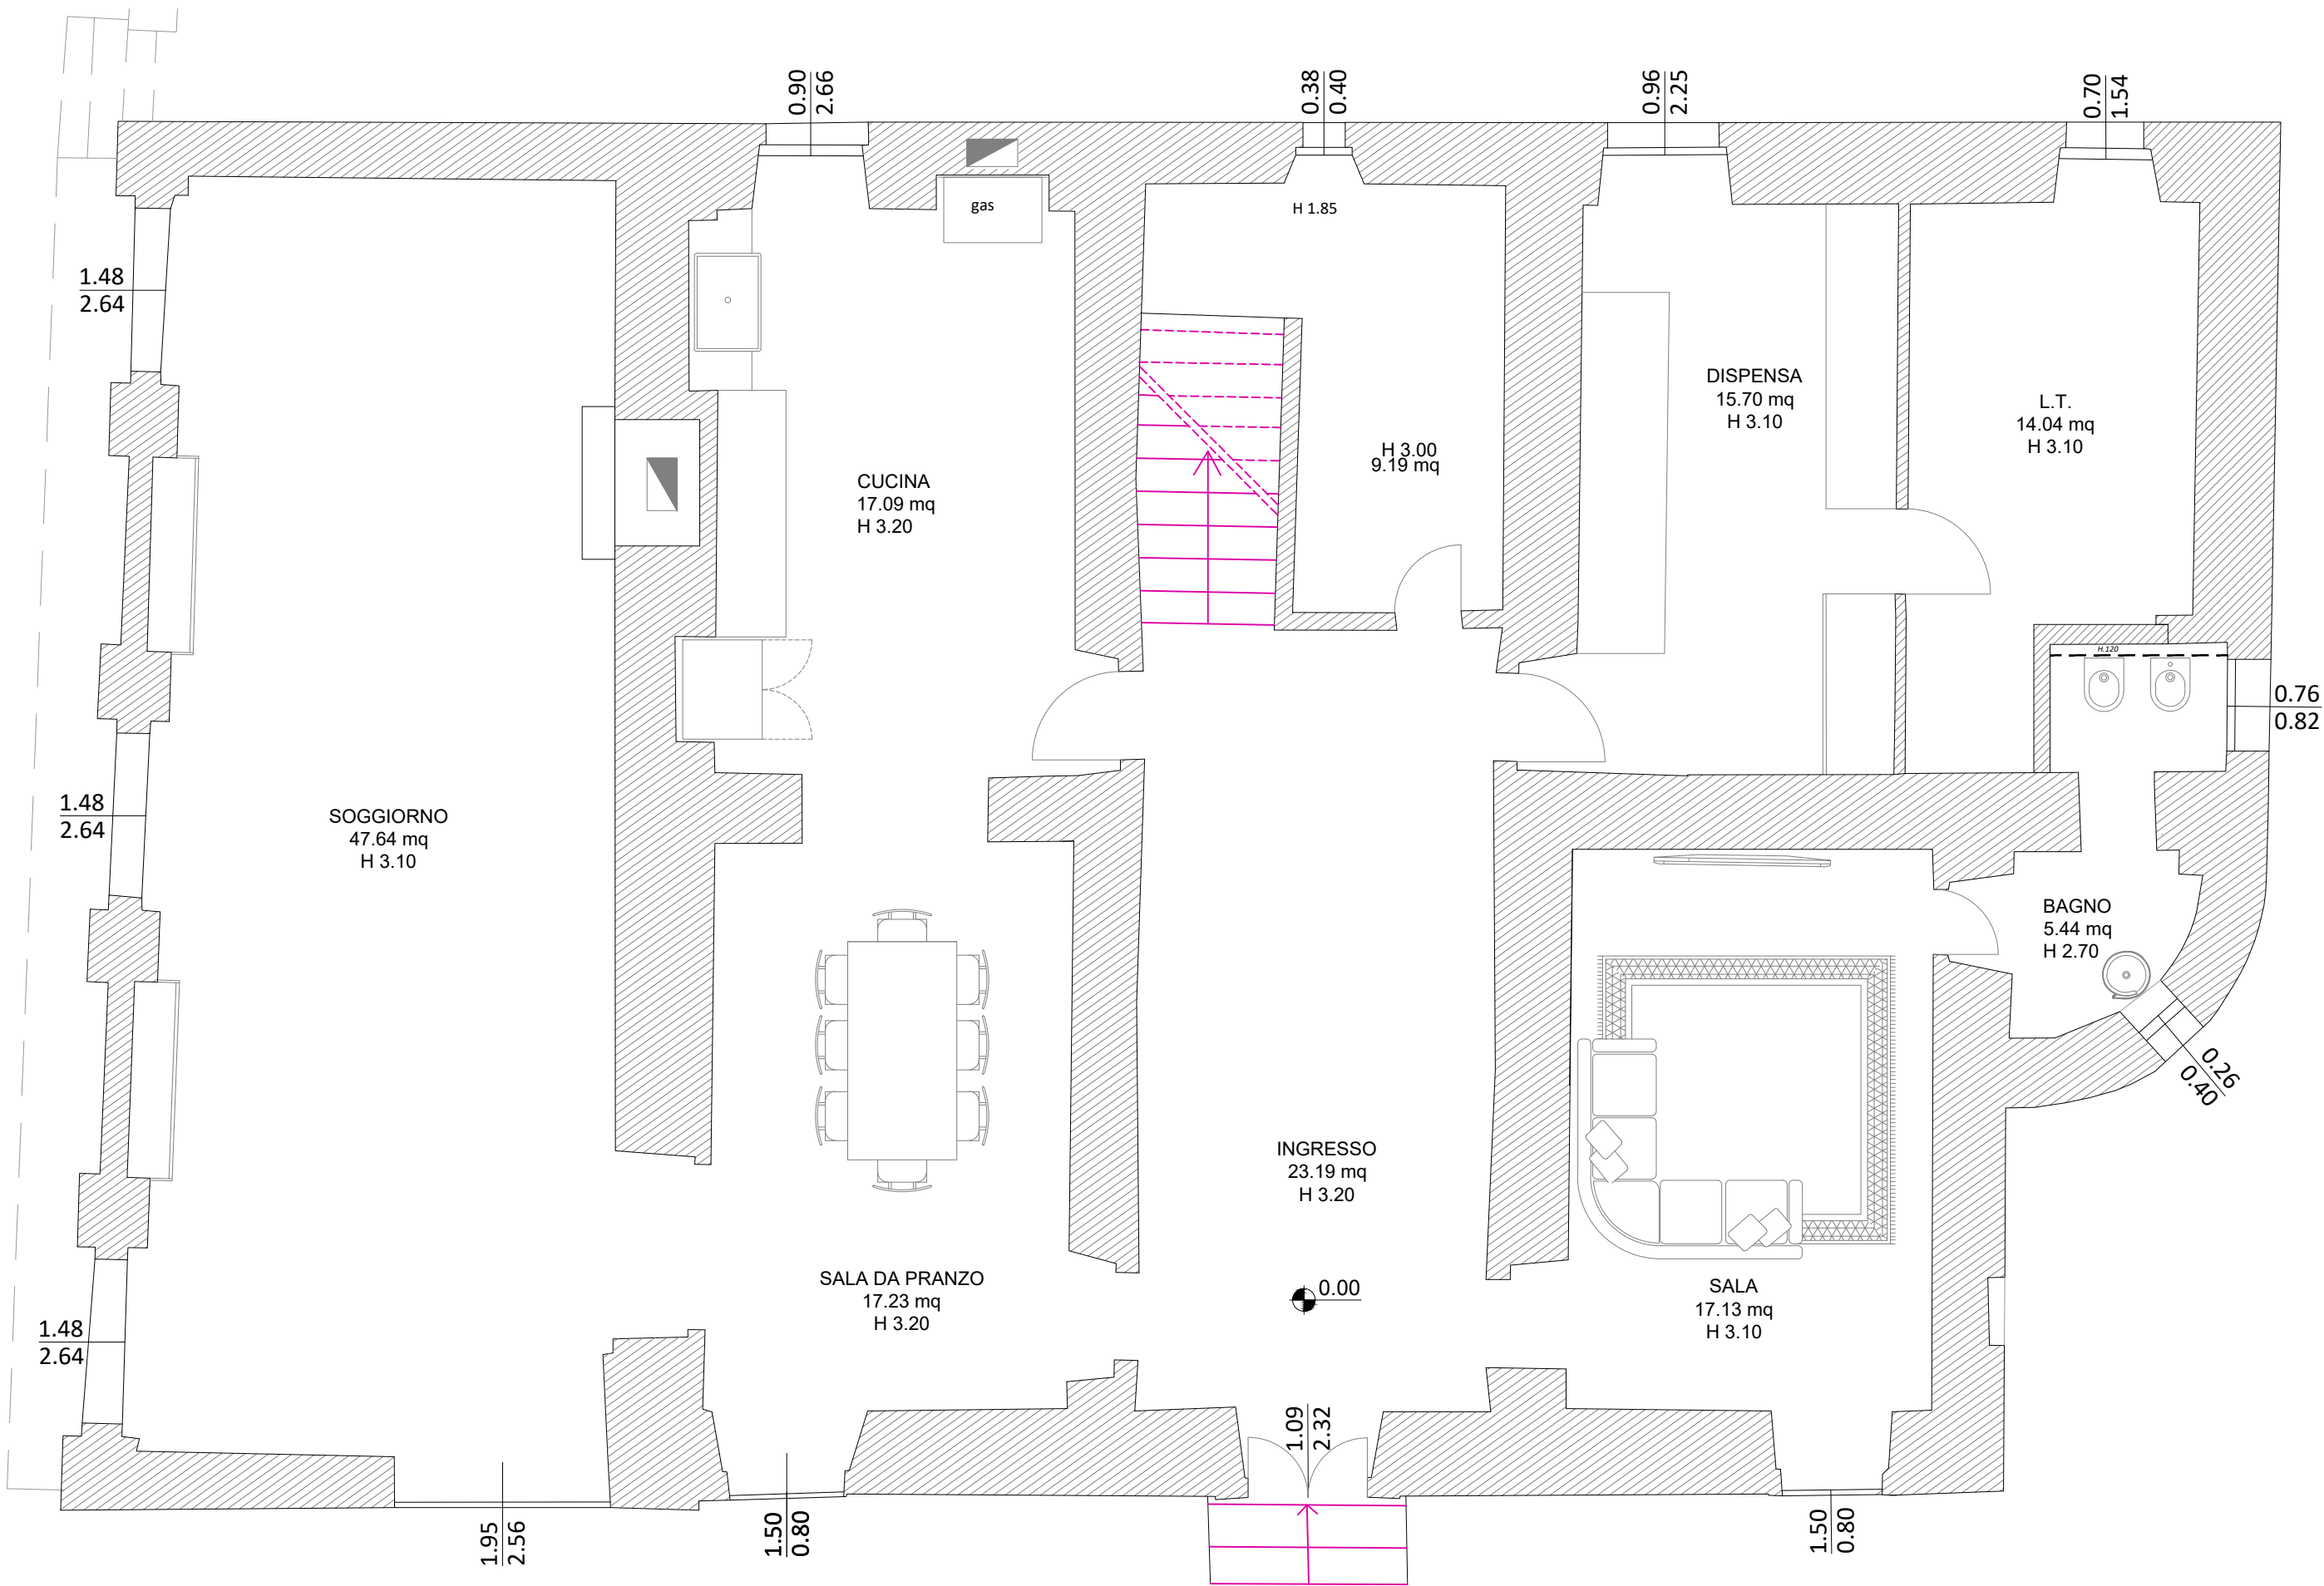 0.90
2.66
0.38
0.40
0.96
2.25
0.70
1.54
gas
H 1.85
1.48
2.64
DISPENSA
15.70 mq
H 3.10
L.T.
14.04 mq
H 3.10
H 3.00
9.19 mq
CUCINA
17.09 mq
H 3.20
H.120
0.76
0.82
1.48
2.64
SOGGIORNO
47.64 mq
H 3.10
BAGNO
5.44 mq
H 2.70
0.26
0.40
INGRESSO
23.19 mq
H 3.20
SALA DA PRANZO
17.23 mq
H 3.20
0.00
SALA
17.13 mq
H 3.10
1.48
2.64
1.09
2.32
1.95
2.56
1.50
0.80
1.50
0.80